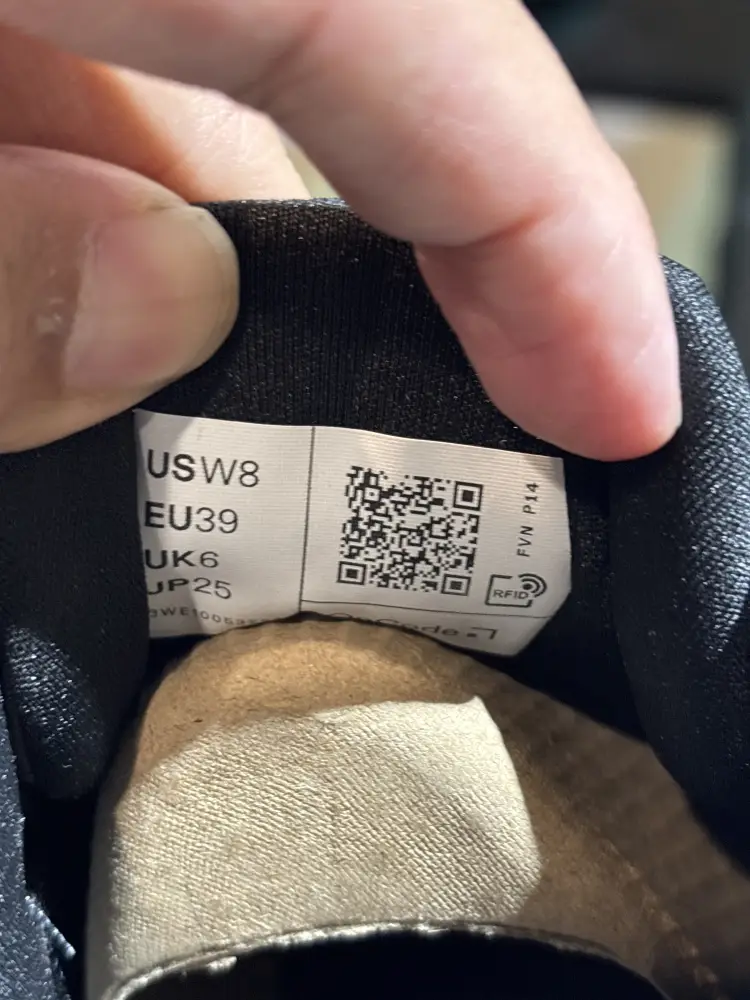 USW8
EU39
UK6
JP25
FVN P14
RFID